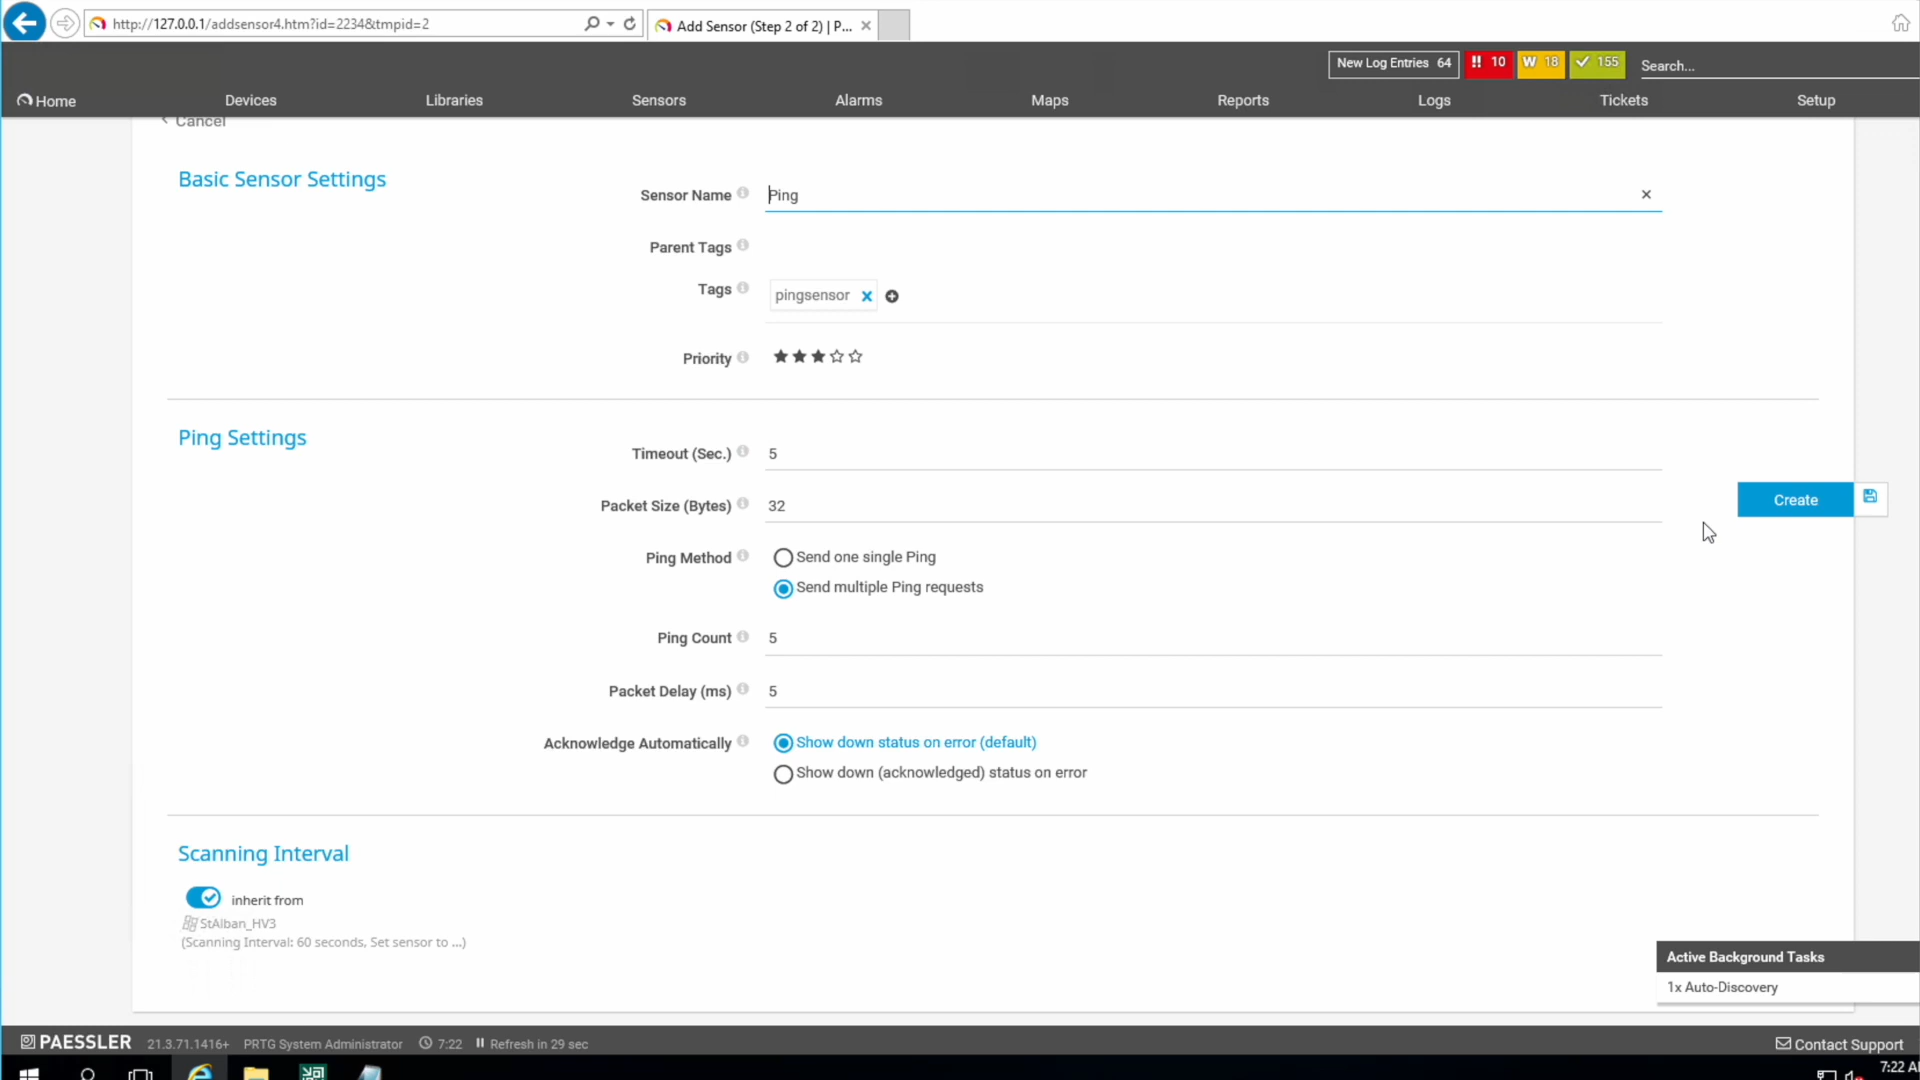 http://127.0.0.1/addsensor4.htm?id=2234&tmpid=2
Add Sensor (Step 2 of 2) | P...
New Log Entries 64
!! 10
W 18
155
Search...
Home
Devices
Libraries
Sensors
Alarms
Maps
Reports
Logs
Tickets
Setup
Cancel
Basic Sensor Settings
Sensor Name
Ping
Parent Tags
Tags
pingsensor
Priority
Ping Settings
Timeout (Sec.)
5
Packet Size (Bytes)
32
Ping Method
Send one single Ping
Send multiple Ping requests
Ping Count
5
Packet Delay (ms)
5
Acknowledge Automatically
Show down status on error (default)
Show down (acknowledged) status on error
Create
Scanning Interval
inherit from
StAlban_HV3
(Scanning Interval: 60 seconds, Set sensor to ...)
Active Background Tasks
1x Auto-Discovery
PAESSLER
21.3.71.1416+
PRTG System Administrator
7:22
Refresh in 29 sec
Contact Support
7:22 AM